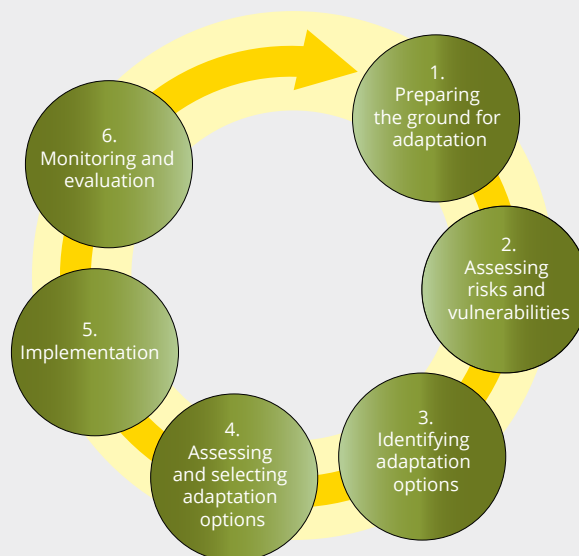 1.
Preparing
the ground for
adaptation
2.
Assessing
risks and
vulnerabilities
3.
Identifying
adaptation
options
4.
Assessing
and selecting
adaptation
options
5.
Implementation
6.
Monitoring and
evaluation